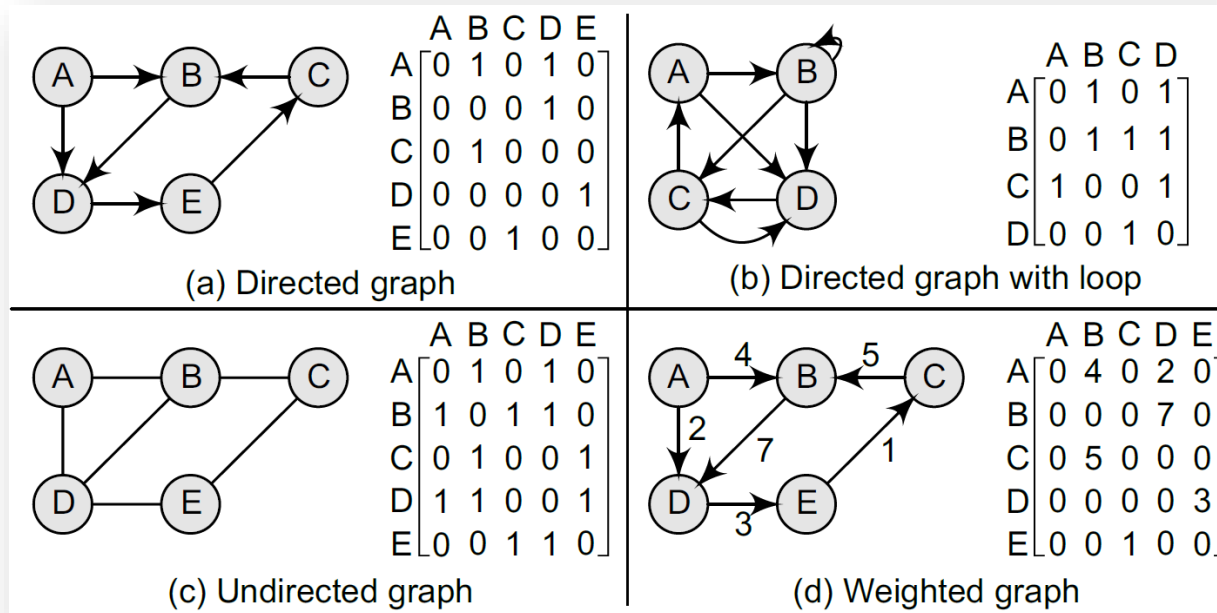 A B C D E
A 0 1 0 1 0
B 0 0 0 1 0
C 0 1 0 0 0
D 0 0 0 0 1
E 0 0 1 0 0
A B C
D E
(a) Directed graph
A B C D
A 0 1 0 1
B 0 1 1 1
C 1 0 0 1
D 0 0 1 0
A B
C D
(b) Directed graph with loop
A B C D E
A 0 1 0 1 0
B 1 0 1 1 0
C 0 1 0 0 1
D 1 1 0 0 1
E 0 0 1 1 0
A B C
D E
(c) Undirected graph
A B C D E
A 0 4 0 2 0
B 0 0 0 7 0
C 0 5 0 0 0
D 0 0 0 0 3
E 0 0 1 0 0
4 5
A B C
2 7 1
D E
3
(d) Weighted graph